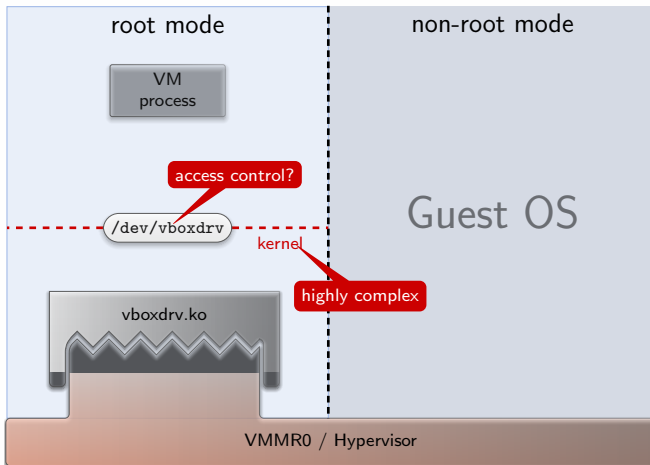 root mode
non-root mode
VM
process
access control?
/dev/vboxdrv
Guest OS
kernel
highly complex
vboxdrv.ko
VMMR0 / Hypervisor